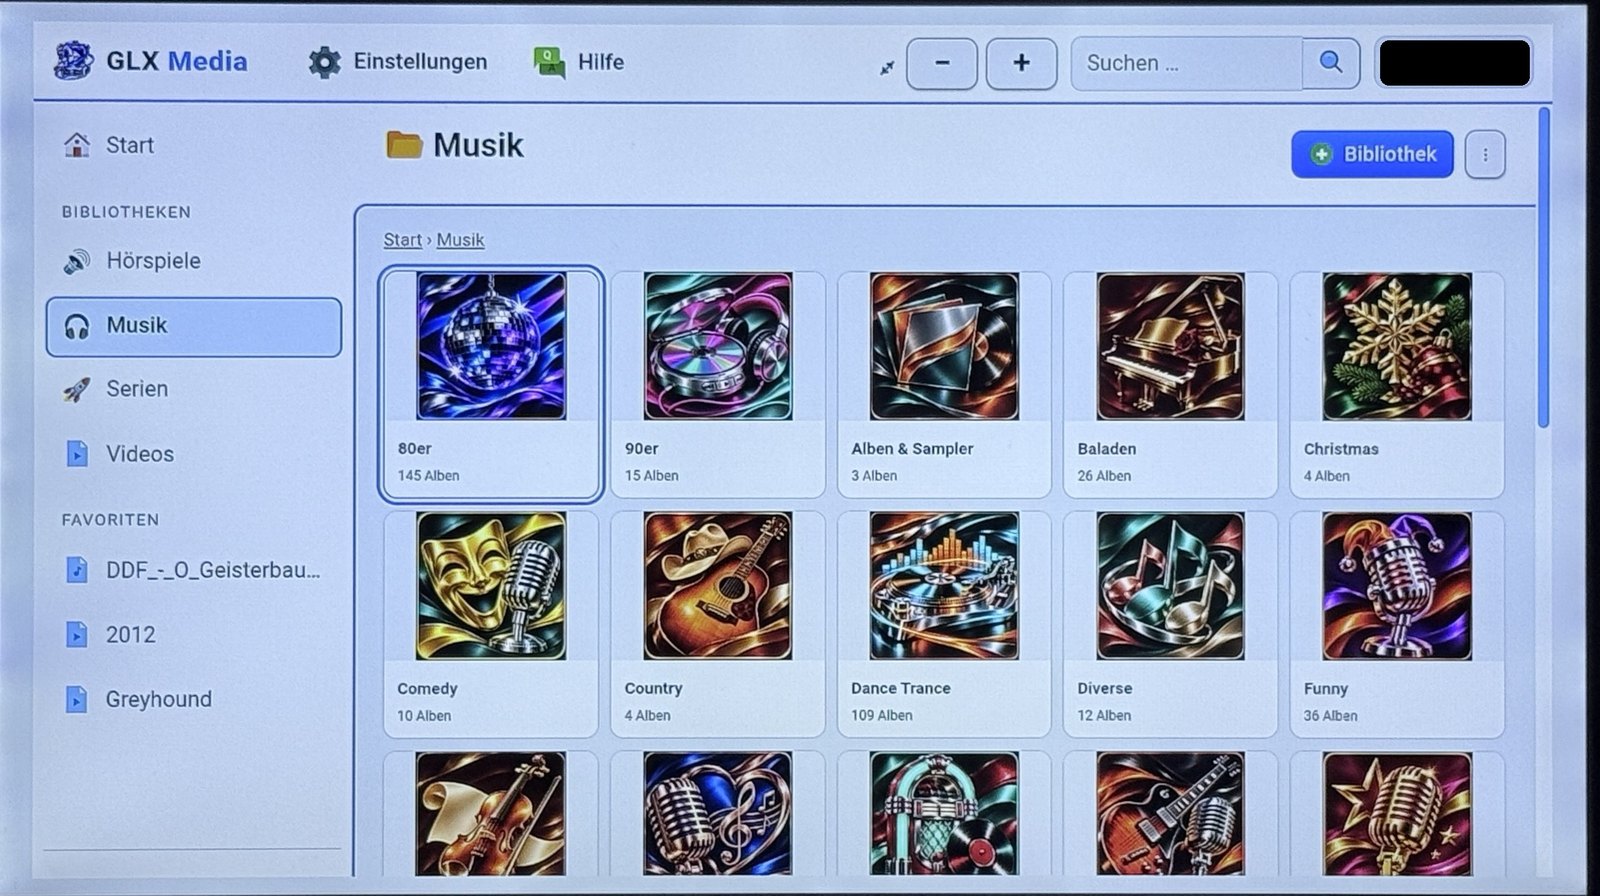 GLX Media
Einstellungen
Hilfe
−
+
Suchen ...
Start
BIBLIOTHEKEN
Hörspiele
Musik
Serien
Videos
FAVORITEN
DDF_-_O_Geisterbau...
2012
Greyhound
Musik
Bibliothek
Start › Musik
80er
145 Alben
90er
15 Alben
Alben & Sampler
3 Alben
Baladen
26 Alben
Christmas
4 Alben
Comedy
10 Alben
Country
4 Alben
Dance Trance
109 Alben
Diverse
12 Alben
Funny
36 Alben